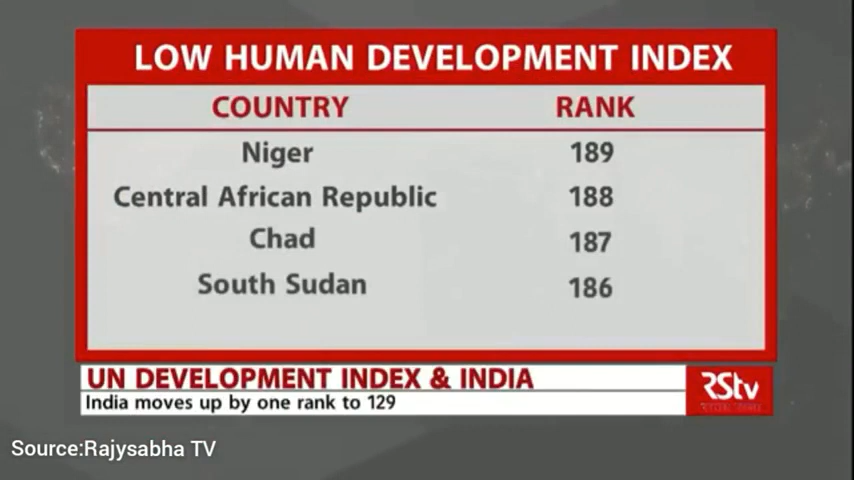 LOW HUMAN DEVELOPMENT INDEX
COUNTRY RANK
Niger 189
Central African Republic 188
Chad 187
South Sudan 186
UN DEVELOPMENT INDEX & INDIA
India moves up by one rank to 129
RStv
Source:Rajysabha TV